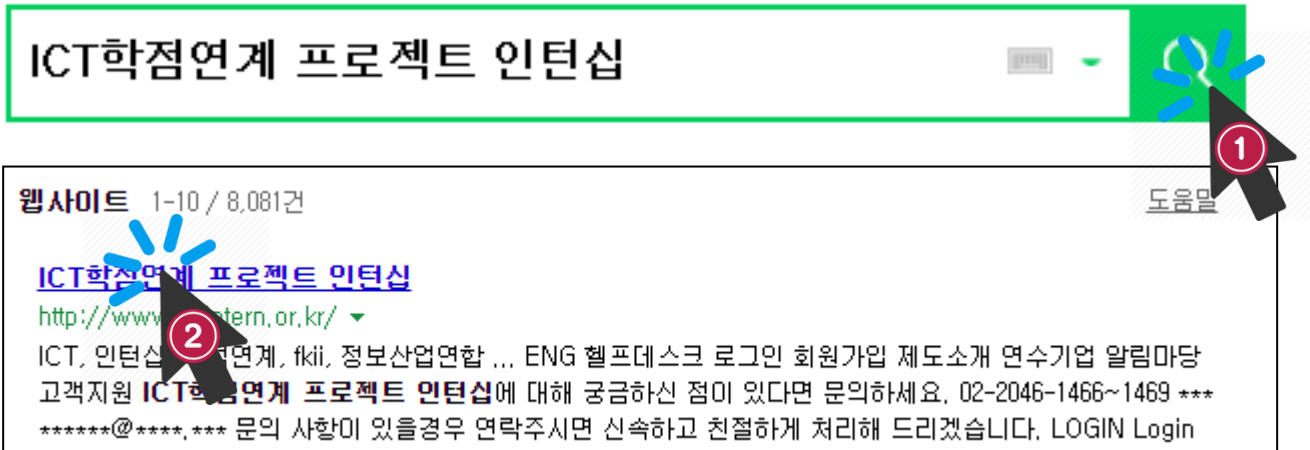 ICT학점연계 프로젝트 인턴십
1
웹사이트 1-10 / 8,081건 도움말
ICT학점연계 프로젝트 인턴십
http://www tern.or.kr/
2
ICT, 인턴십 연계, fkii, 정보산업연합 ... ENG 헬프데스크 로그인 회원가입 제도소개 연수기업 알림마당
고객지원 ICT학점연계 프로젝트 인턴십에 대해 궁금하신 점이 있다면 문의하세요. 02-2046-1466~1469 ***
******@****.*** 문의 사항이 있을경우 연락주시면 신속하고 친절하게 처리해 드리겠습니다. LOGIN Login